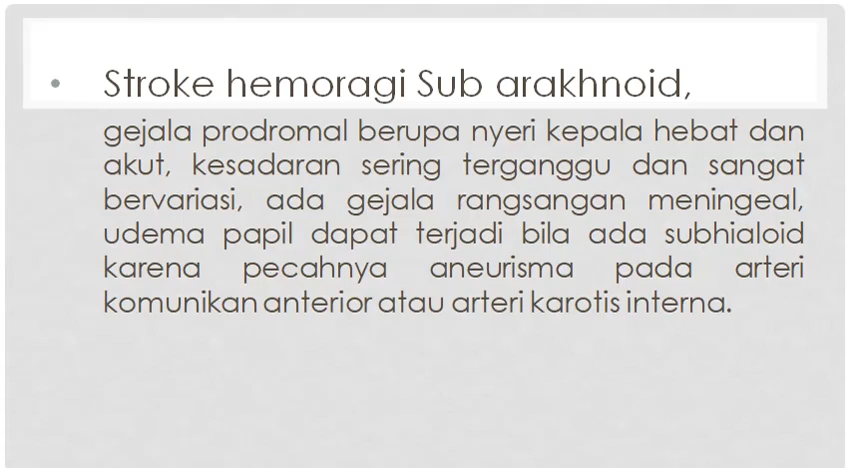 • Stroke hemoragi Sub arakhnoid,
gejala prodromal berupa nyeri kepala hebat dan
akut, kesadaran sering terganggu dan sangat
bervariasi, ada gejala rangsangan meningeal,
udema papil dapat terjadi bila ada subhialoid
karena pecahnya aneurisma pada arteri
komunikan anterior atau arteri karotis interna.